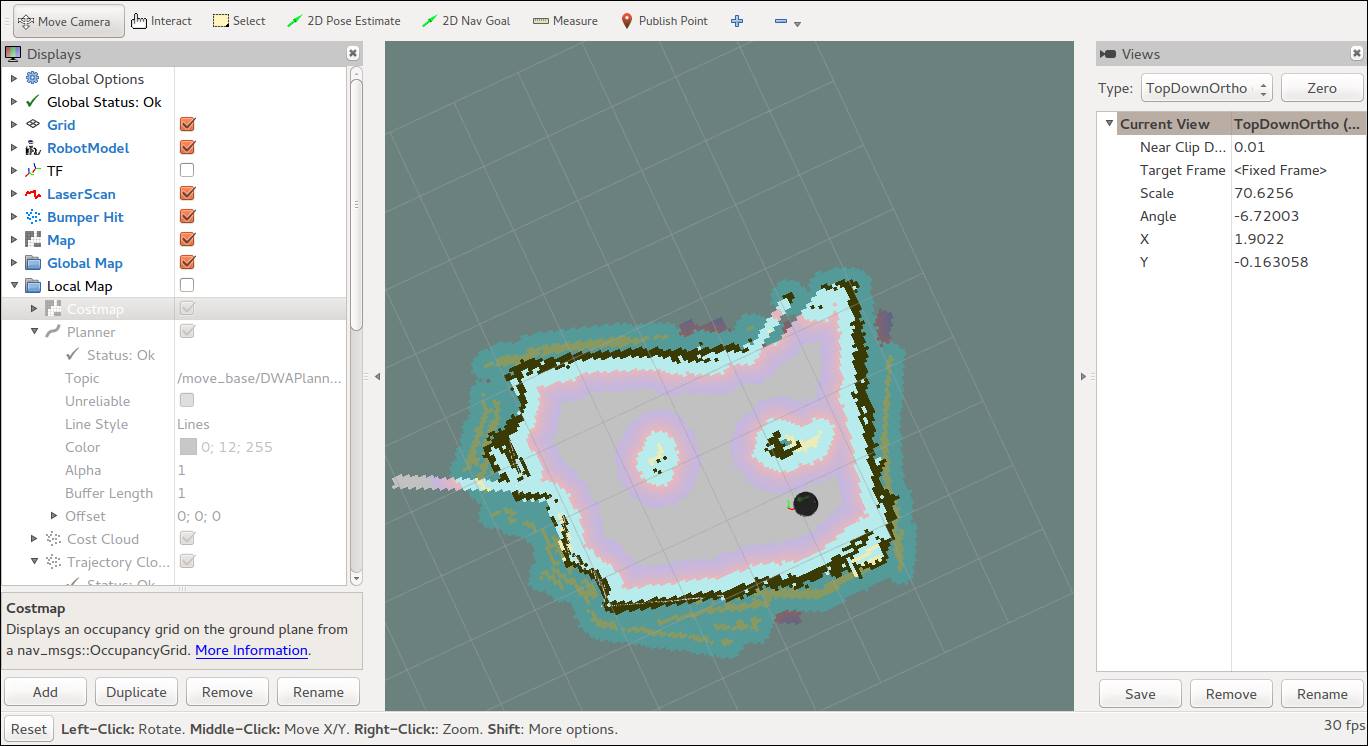 Move Camera Interact Select 2D Pose Estimate 2D Nav Goal Measure Publish Point
Displays
Global Options
Global Status: Ok
Grid
RobotModel
TF
LaserScan
Bumper Hit
Map
Global Map
Local Map
Costmap
Planner
Status: Ok
Topic /move_base/DWAPlann...
Unreliable
Line Style Lines
Color 0; 12; 255
Alpha 1
Buffer Length 1
Offset 0; 0; 0
Cost Cloud
Trajectory Clo...
Status: Ok
Costmap
Displays an occupancy grid on the ground plane from
a nav_msgs::OccupancyGrid. More Information.
Add Duplicate Remove Rename
Views
Type: TopDownOrtho Zero
Current View TopDownOrtho (...
Near Clip D... 0.01
Target Frame <Fixed Frame>
Scale 70.6256
Angle -6.72003
X 1.9022
Y -0.163058
Save Remove Rename
Reset Left-Click: Rotate. Middle-Click: Move X/Y. Right-Click:: Zoom. Shift: More options. 30 fps